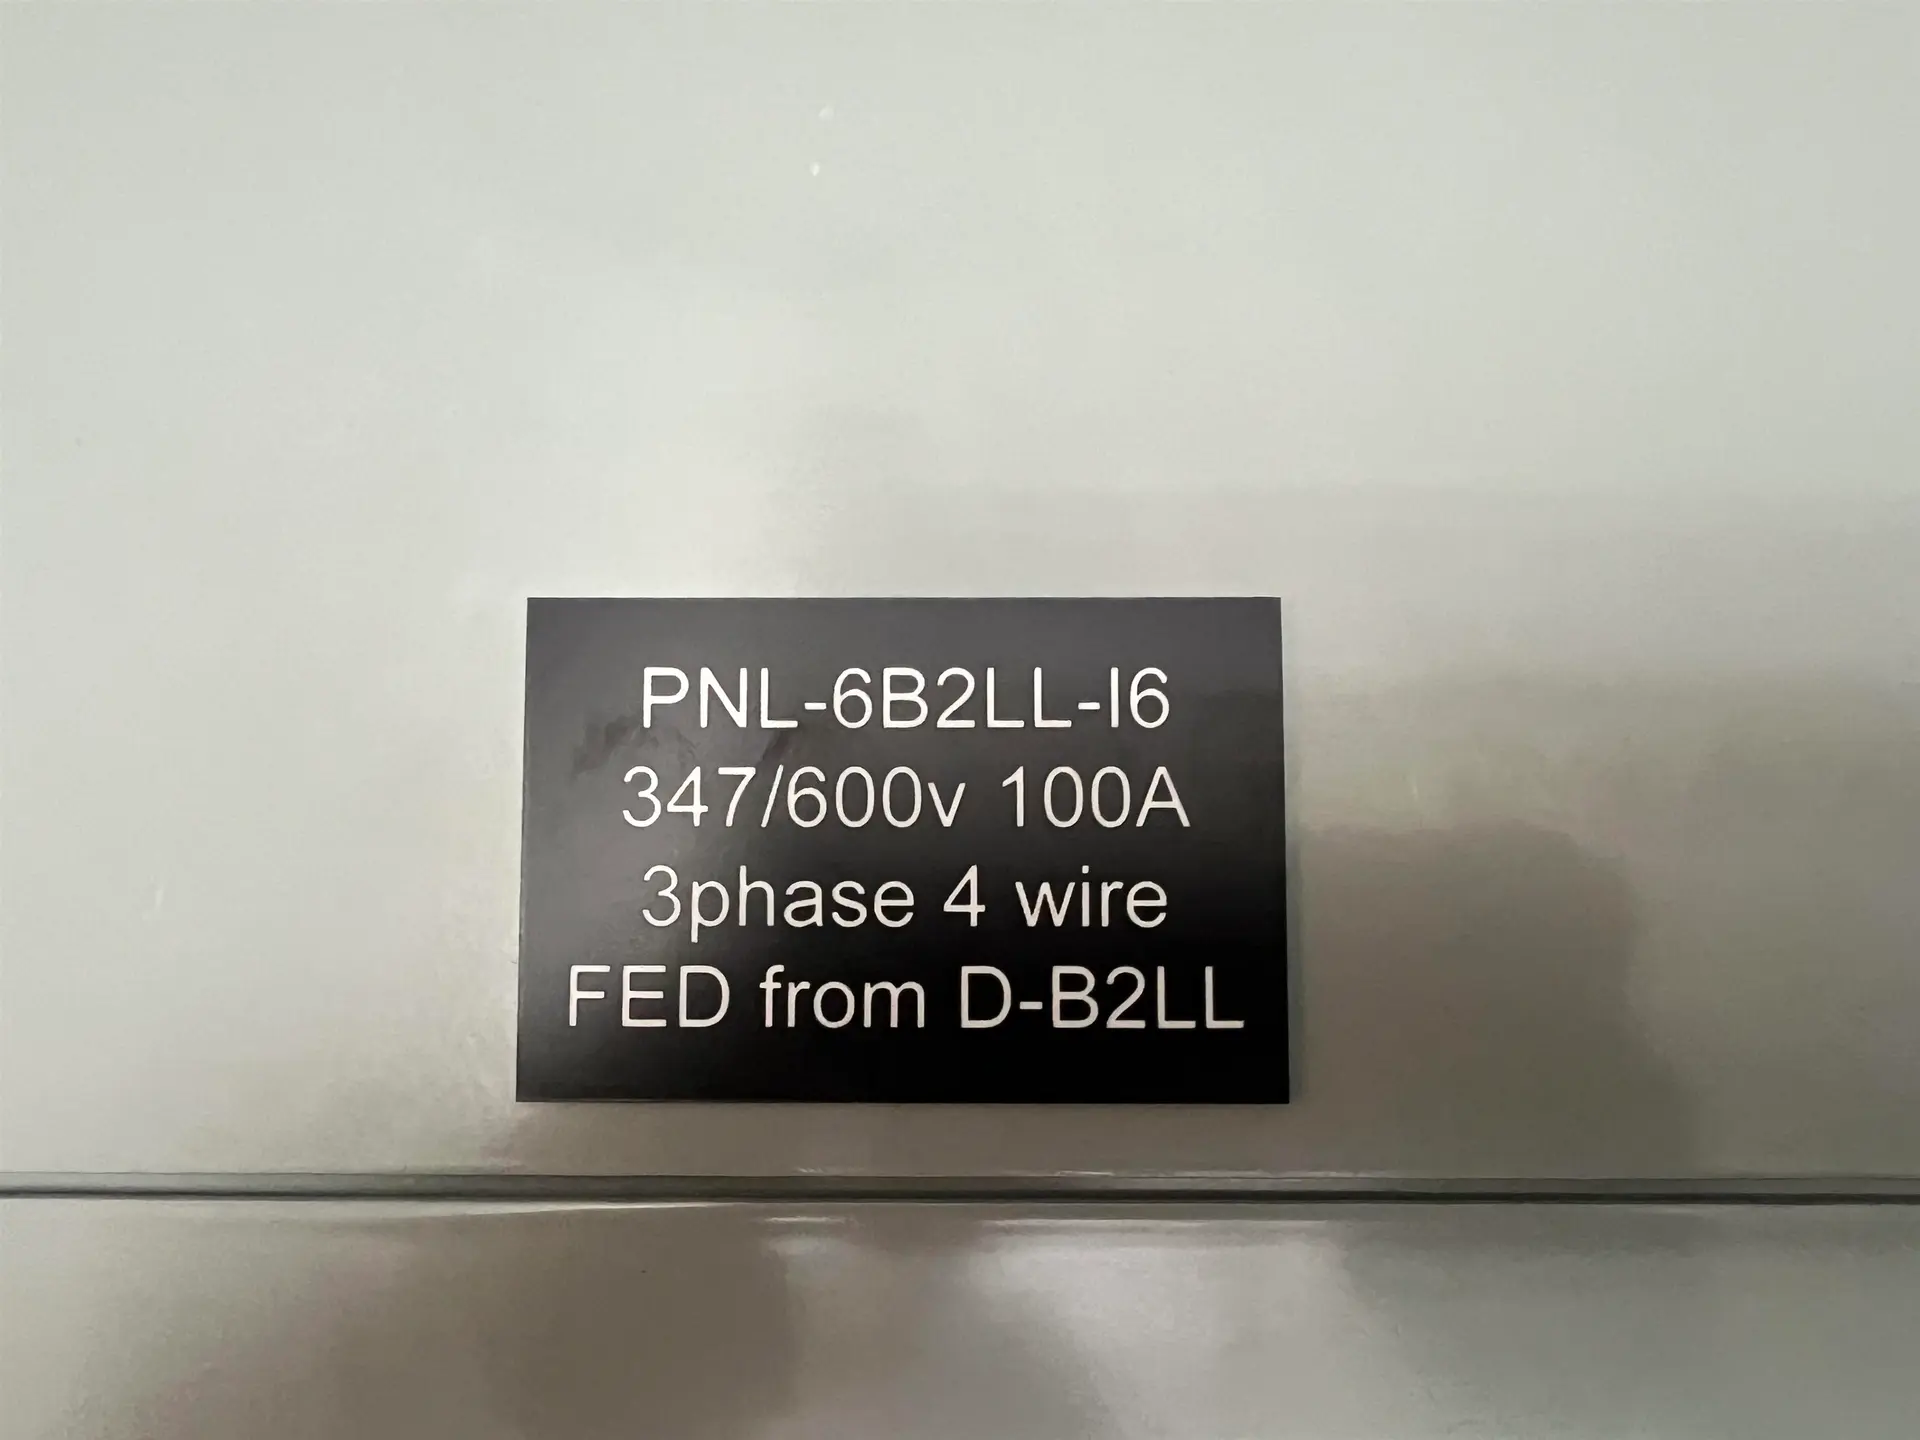 PNL-6B2LL-I6
347/600v 100A
3phase 4 wire
FED from D-B2LL